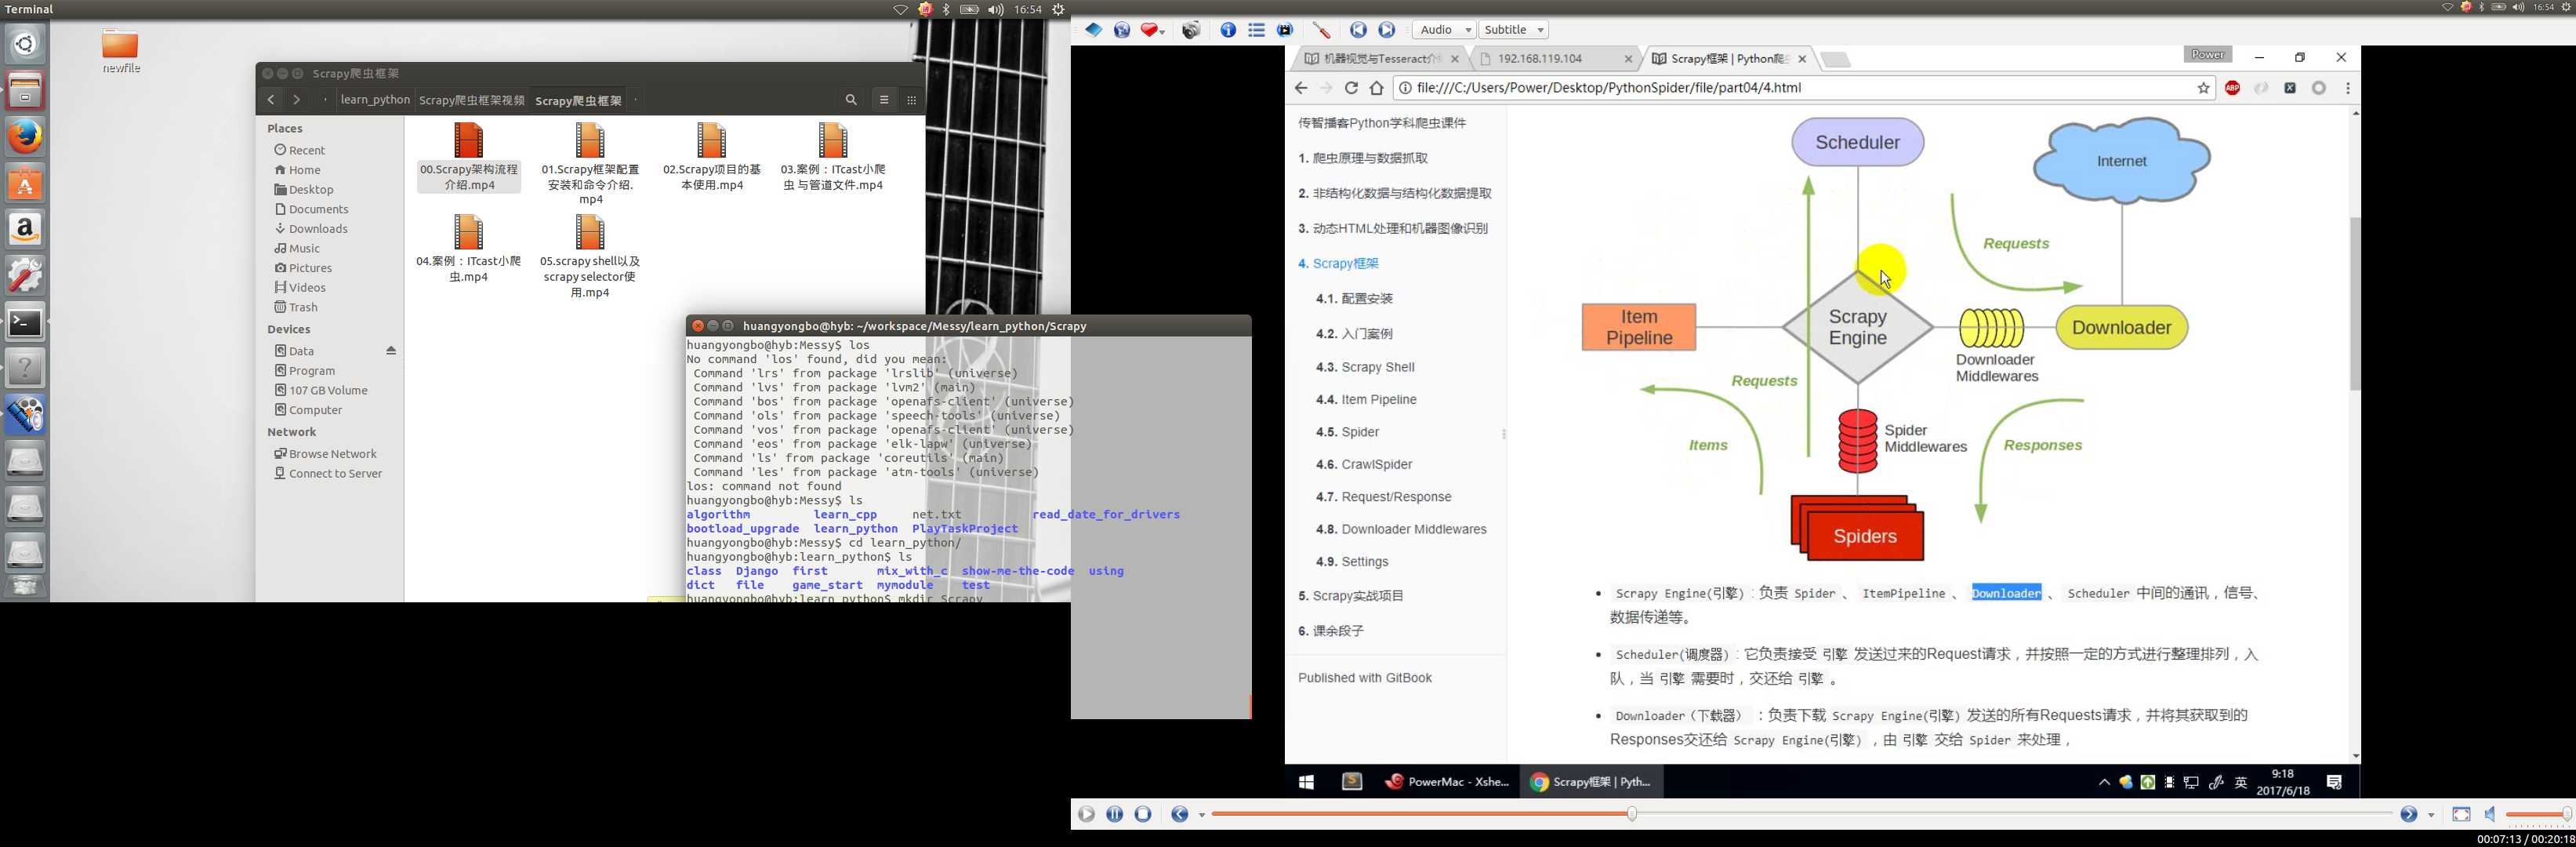 Terminal
16:54
newfile
Scrapy爬虫框架
learn_python
Scrapy爬虫框架视频
Scrapy爬虫框架
Places
Recent
Home
Desktop
Documents
Downloads
Music
Pictures
Videos
Trash
Devices
Data
Program
107 GB Volume
Computer
Network
Browse Network
Connect to Server
00.Scrapy架构流程
介绍.mp4
01.Scrapy框架配置
安装和命令介绍.
mp4
02.Scrapy项目的基
本使用.mp4
03.案例：ITcast小爬
虫 与管道文件.mp4
04.案例：ITcast小爬
虫.mp4
05.scrapy shell以及
scrapy selector使
用.mp4
huangyongbo@hyb: ~/workspace/Messy/learn_python/Scrapy
huangyongbo@hyb:Messy$ los
No command 'los' found, did you mean:
Command 'lrs' from package 'lrslib' (universe)
Command 'lvs' from package 'lvm2' (main)
Command 'bos' from package 'openafs-client' (universe)
Command 'ols' from package 'speech-tools' (universe)
Command 'vos' from package 'openafs-client' (universe)
Command 'eos' from package 'elk-lapw' (universe)
Command 'ls' from package 'coreutils' (main)
Command 'les' from package 'atm-tools' (universe)
los: command not found
huangyongbo@hyb:Messy$ ls
algorithm learn_cpp net.txt read_date_for_drivers
bootload_upgrade learn_python PlayTaskProject
huangyongbo@hyb:Messy$ cd learn_python/
huangyongbo@hyb:learn_python$ ls
class Django first mix_with_c show-me-the-code using
dict file game_start mymodule test
huangyongbo@hyb:learn_python$ mkdir Scrapy
16:54
Audio
Subtitle
机器视觉与Tesseract介
192.168.119.104
Scrapy框架 | Python爬
Power
file:///C:/Users/Power/Desktop/PythonSpider/file/part04/4.html
ABP
传智播客Python学科爬虫课件
1. 爬虫原理与数据抓取
2. 非结构化数据与结构化数据提取
3. 动态HTML处理和机器图像识别
4. Scrapy框架
4.1. 配置安装
4.2. 入门案例
4.3. Scrapy Shell
4.4. Item Pipeline
4.5. Spider
4.6. CrawlSpider
4.7. Request/Response
4.8. Downloader Middlewares
4.9. Settings
5. Scrapy实战项目
6. 课余段子
Published with GitBook
Scheduler
Internet
Requests
Item
Pipeline
Scrapy
Engine
Downloader
Downloader
Middlewares
Requests
Items
Spider
Middlewares
Responses
Spiders
Scrapy Engine(引擎)：负责 Spider 、 ItemPipeline 、 Downloader 、 Scheduler 中间的通讯，信号、
数据传递等。
Scheduler(调度器)：它负责接受 引擎 发送过来的Request请求，并按照一定的方式进行整理排列，入
队，当 引擎 需要时，交还给 引擎 。
Downloader（下载器）：负责下载 Scrapy Engine(引擎) 发送的所有Requests请求，并将其获取到的
Responses交还给 Scrapy Engine(引擎) ，由 引擎 交给 Spider 来处理，
PowerMac - Xshe...
Scrapy框架 | Pyth...
英
9:18
2017/6/18
00:07:13 / 00:20:18